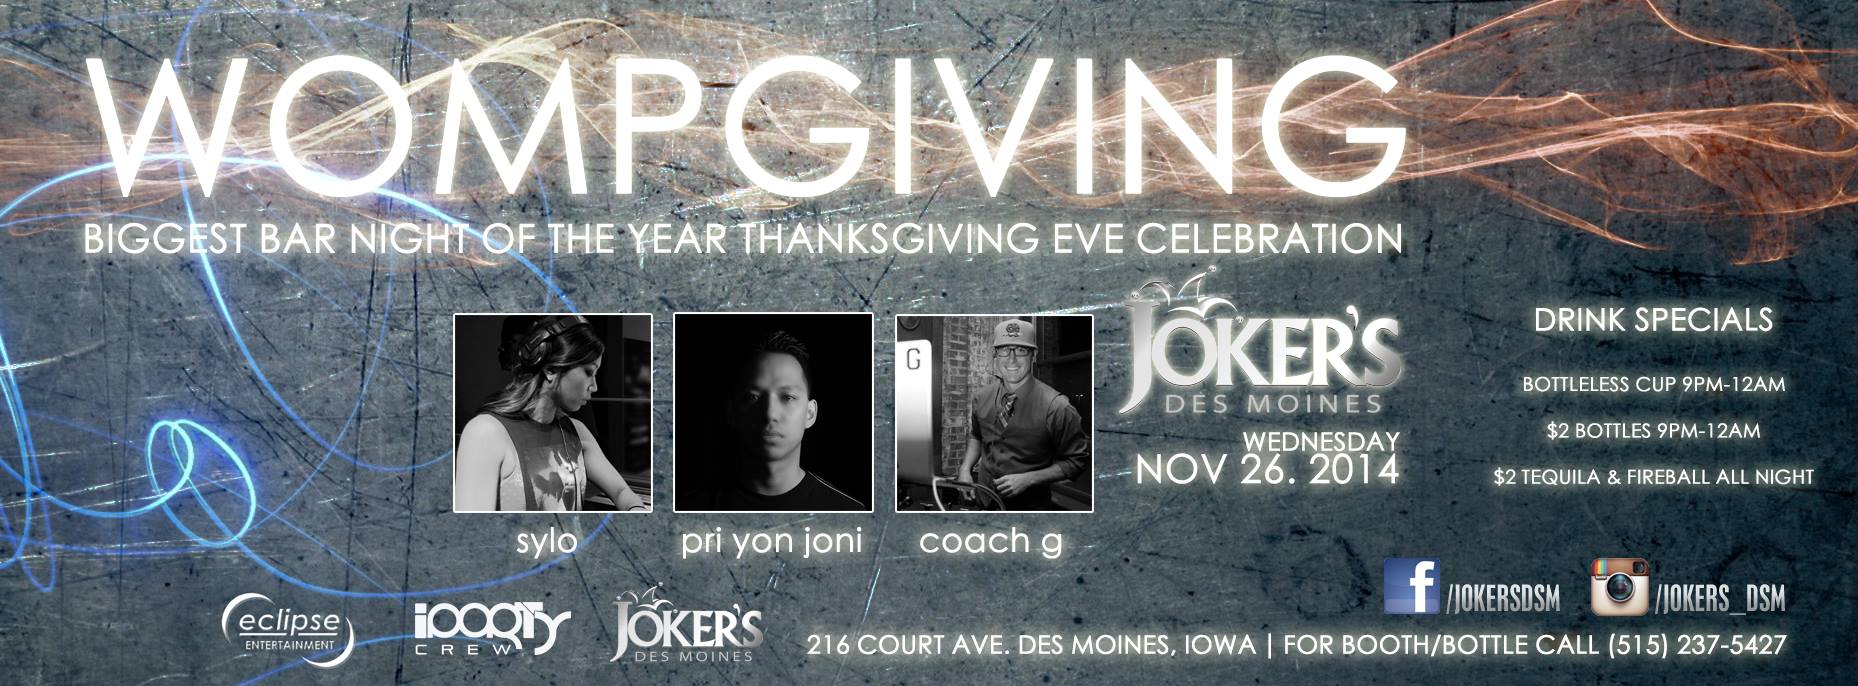 WOMPGIVING
BIGGEST BAR NIGHT OF THE YEAR THANKSGIVING EVE CELEBRATION
G
sylo
pri yon joni
coach g
JOKER'S
DES MOINES
WEDNESDAY
NOV 26. 2014
DRINK SPECIALS
BOTTLELESS CUP 9PM-12AM
$2 BOTTLES 9PM-12AM
$2 TEQUILA & FIREBALL ALL NIGHT
f /JOKERSDSM
/JOKERS_DSM
eclipse
ENTERTAINMENT
CREW
JOKER'S
DES MOINES
216 COURT AVE. DES MOINES, IOWA | FOR BOOTH/BOTTLE CALL (515) 237-5427